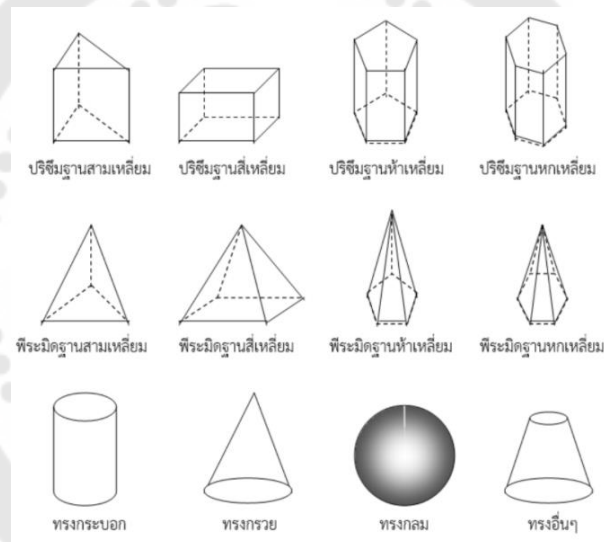 ปริซึมฐานสามเหลี่ยม ปริซึมฐานสี่เหลี่ยม ปริซึมฐานห้าเหลี่ยม ปริซึมฐานหกเหลี่ยม
พีระมิดฐานสามเหลี่ยม พีระมิดฐานสี่เหลี่ยม พีระมิดฐานห้าเหลี่ยม พีระมิดฐานหกเหลี่ยม
ทรงกระบอก ทรงกรวย ทรงกลม ทรงอื่นๆ